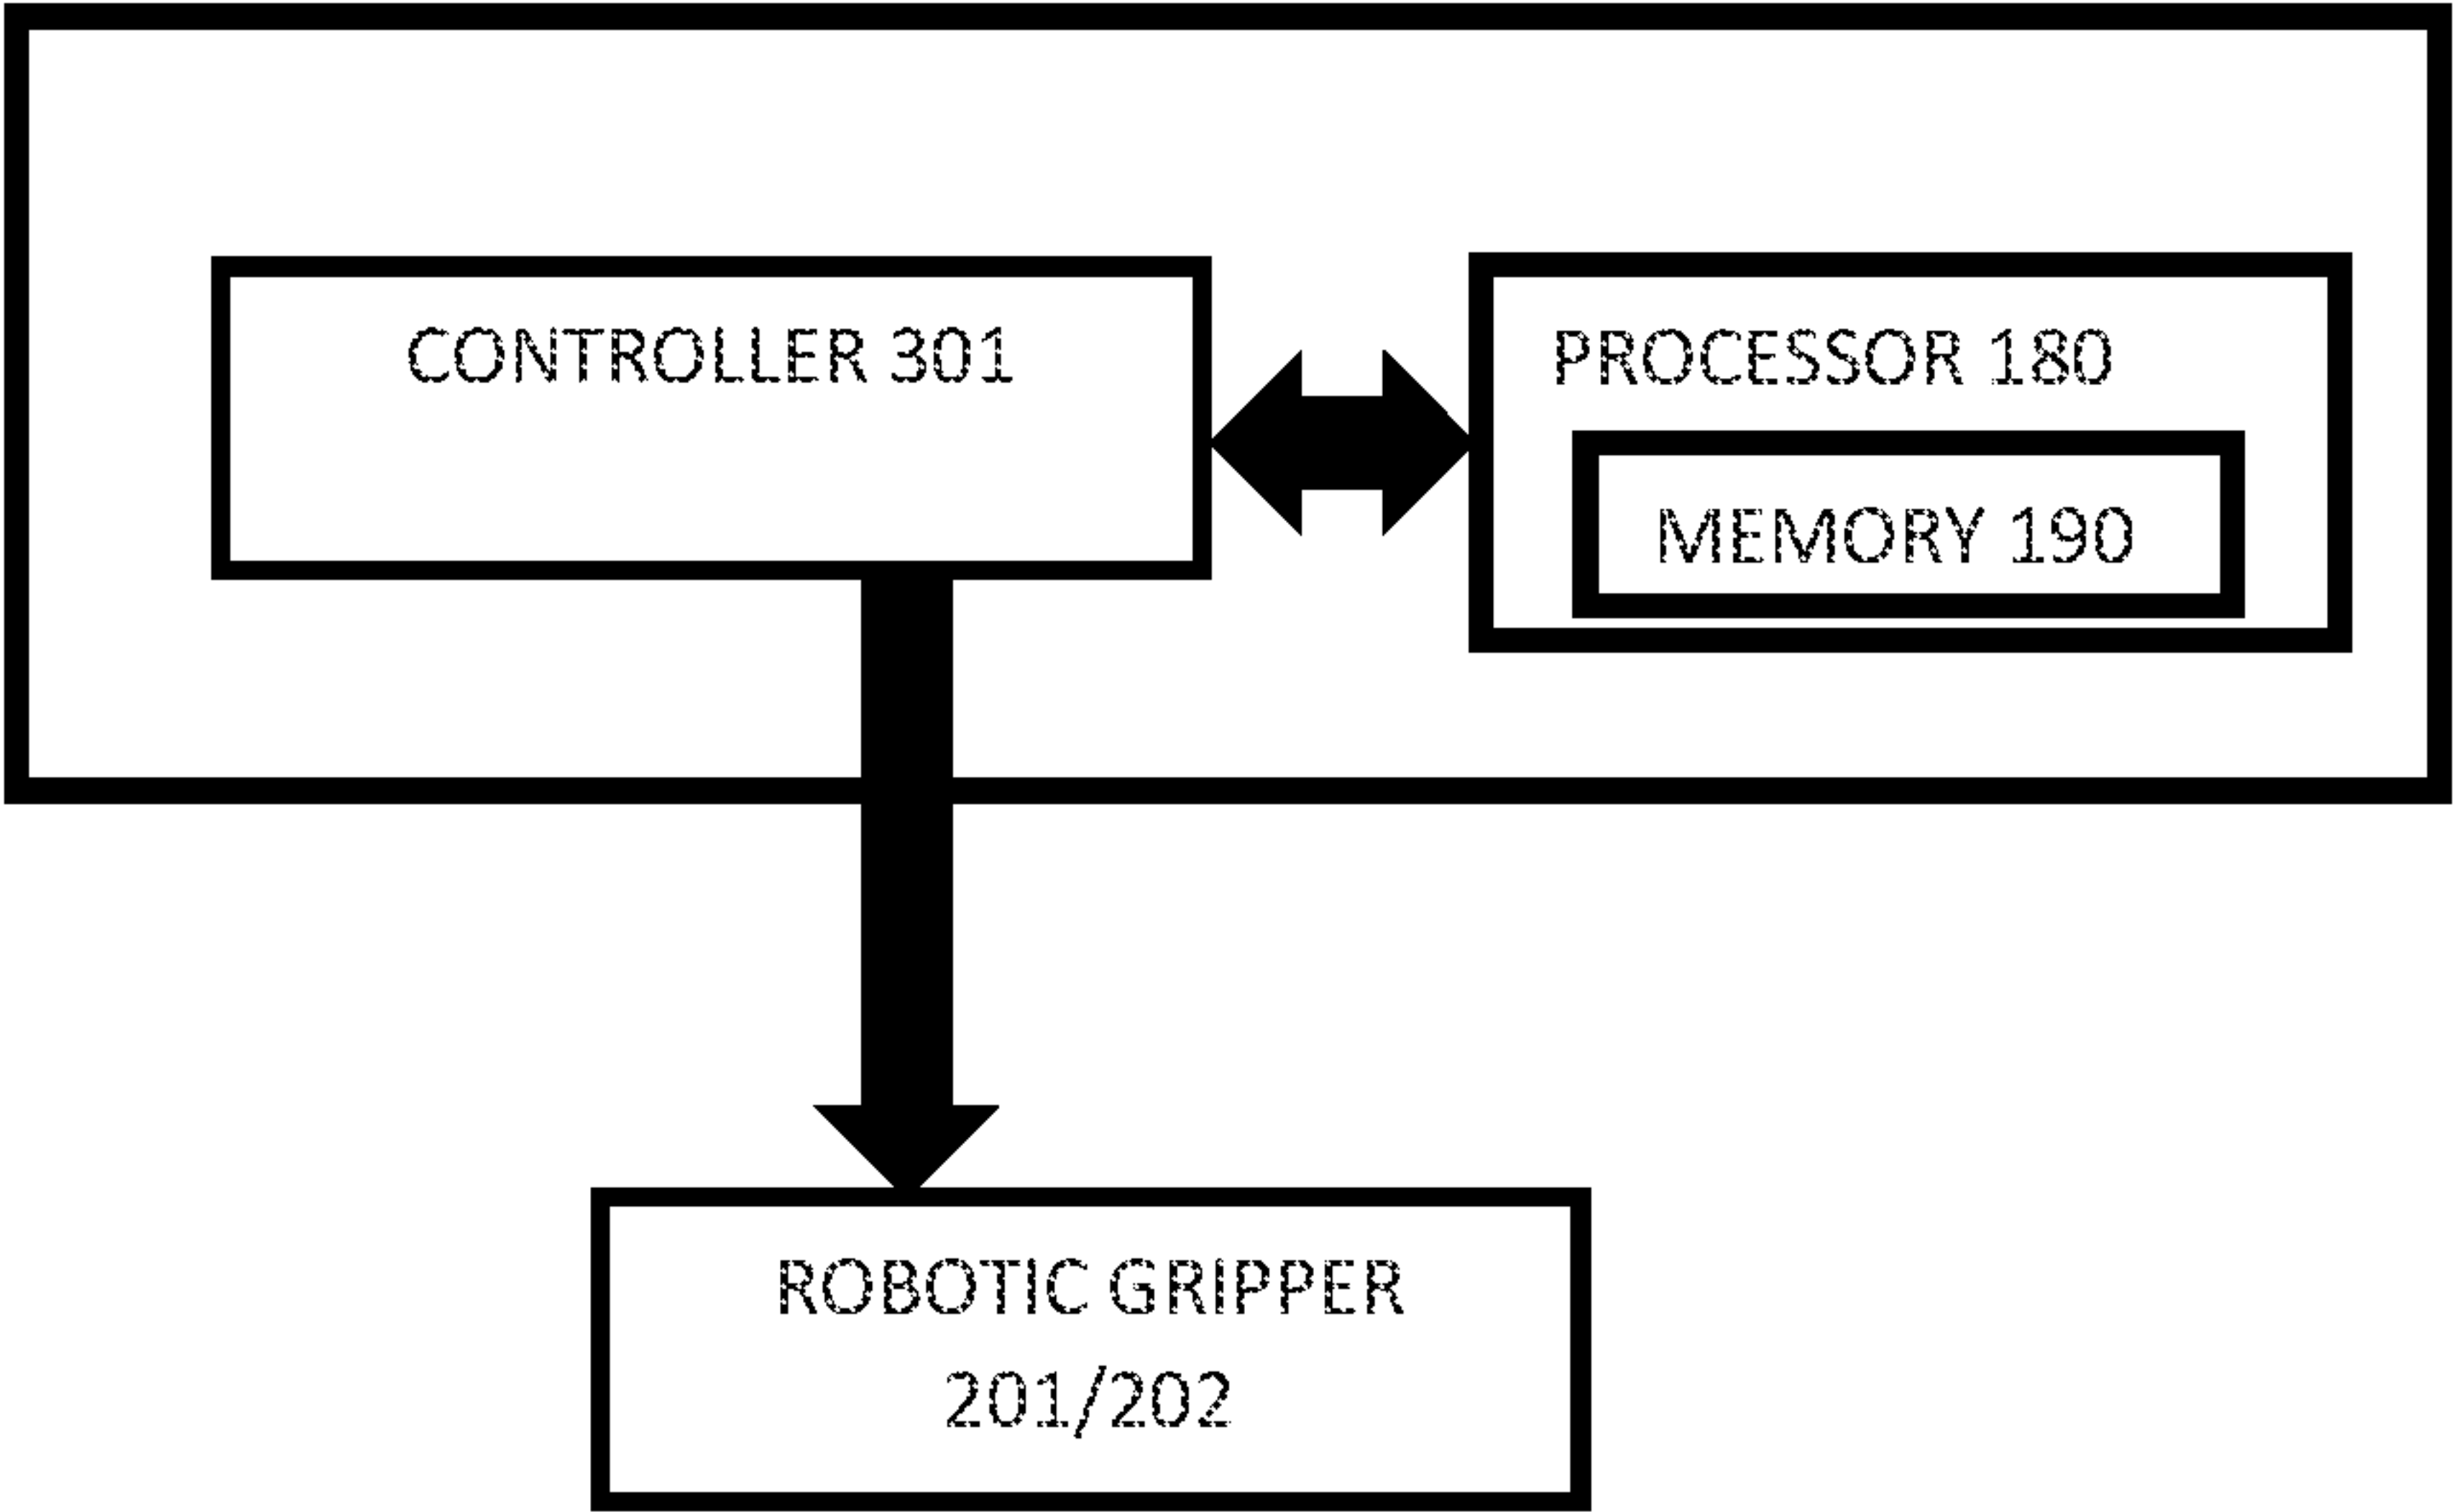 CONTROLLER 301
PROCESSOR 180
MEMORY 190
ROBOTIC GRIPPER
201/202